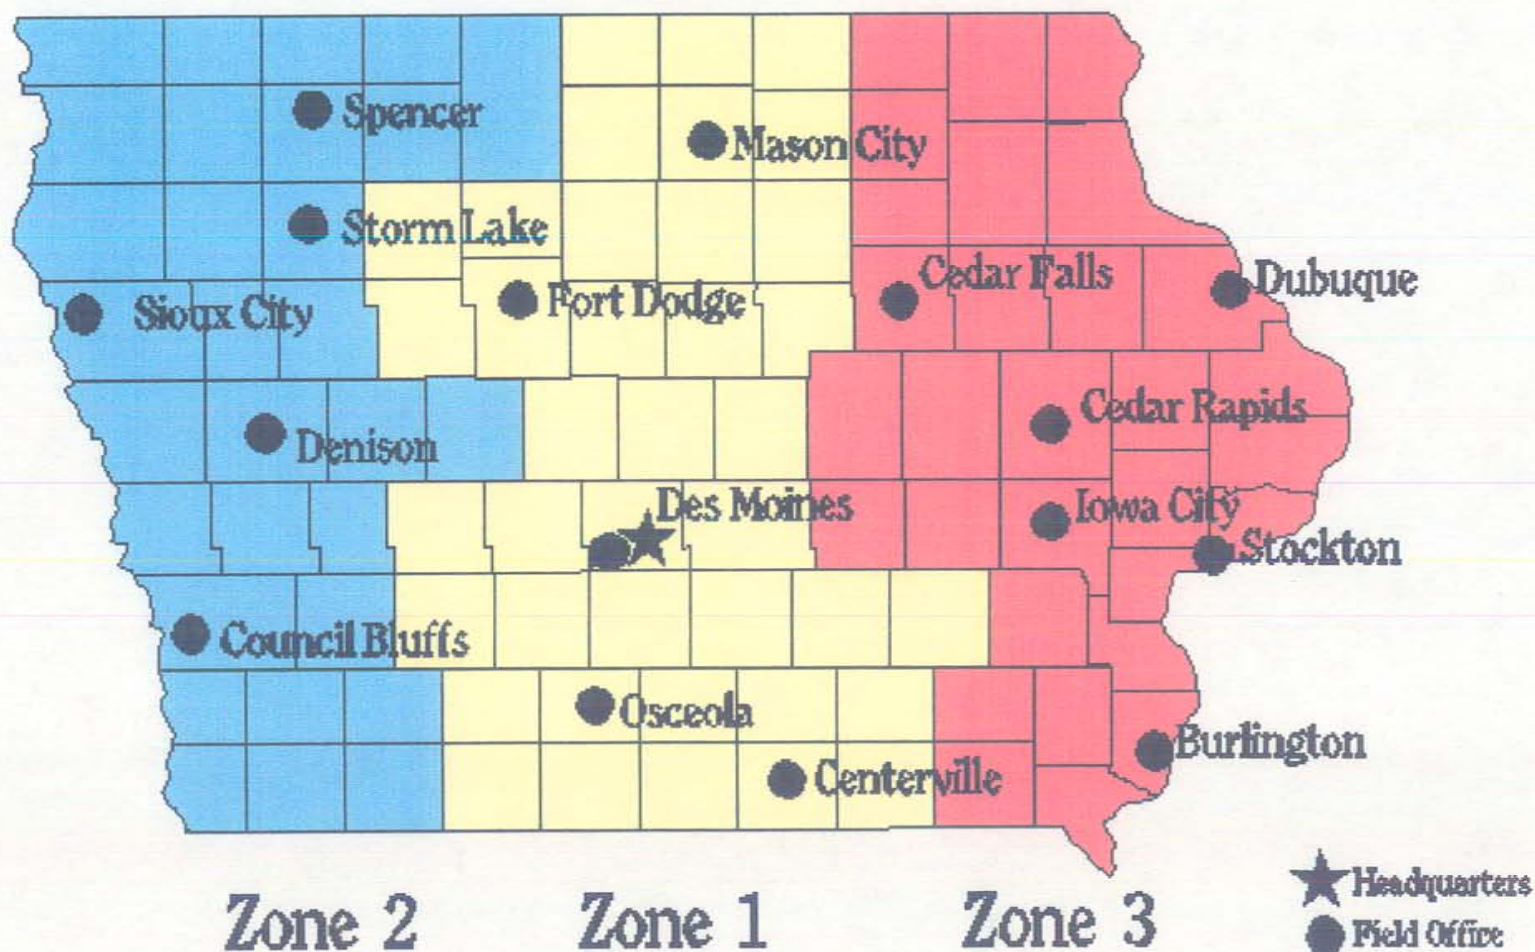 Spencer
Mason City
Storm Lake
Cedar Falls
Dubuque
Fort Dodge
Sioux City
Cedar Rapids
Denison
Des Moines
Iowa City
Stockton
Council Bluffs
Osceola
Burlington
Centerville
Zone 2
Zone 1
Zone 3
Headquarters
Field Office